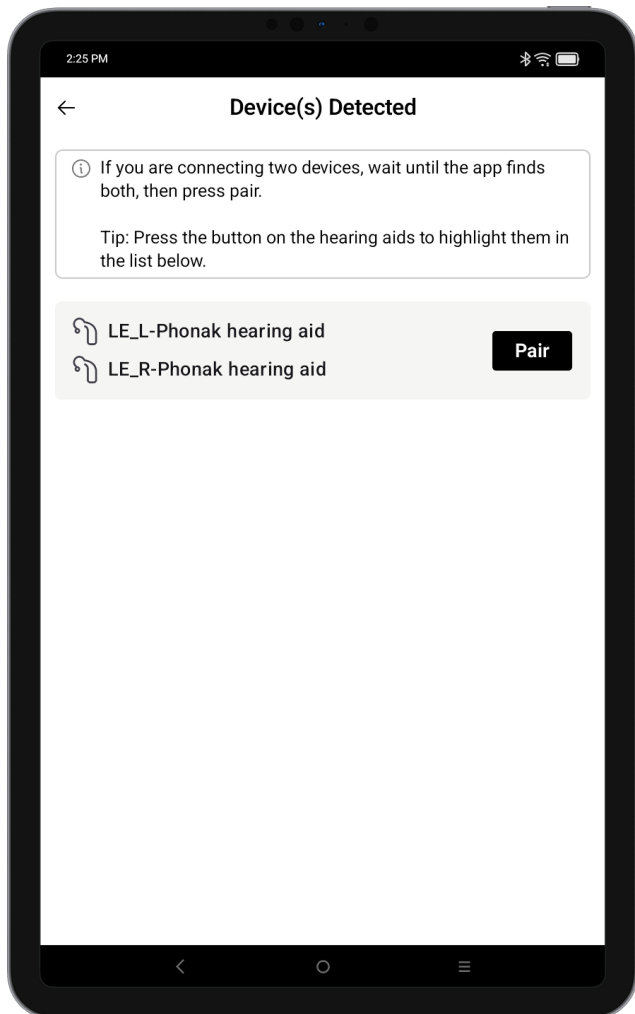 2:25 PM
Device(s) Detected
If you are connecting two devices, wait until the app finds
both, then press pair.
Tip: Press the button on the hearing aids to highlight them in
the list below.
LE_L-Phonak hearing aid
LE_R-Phonak hearing aid
Pair